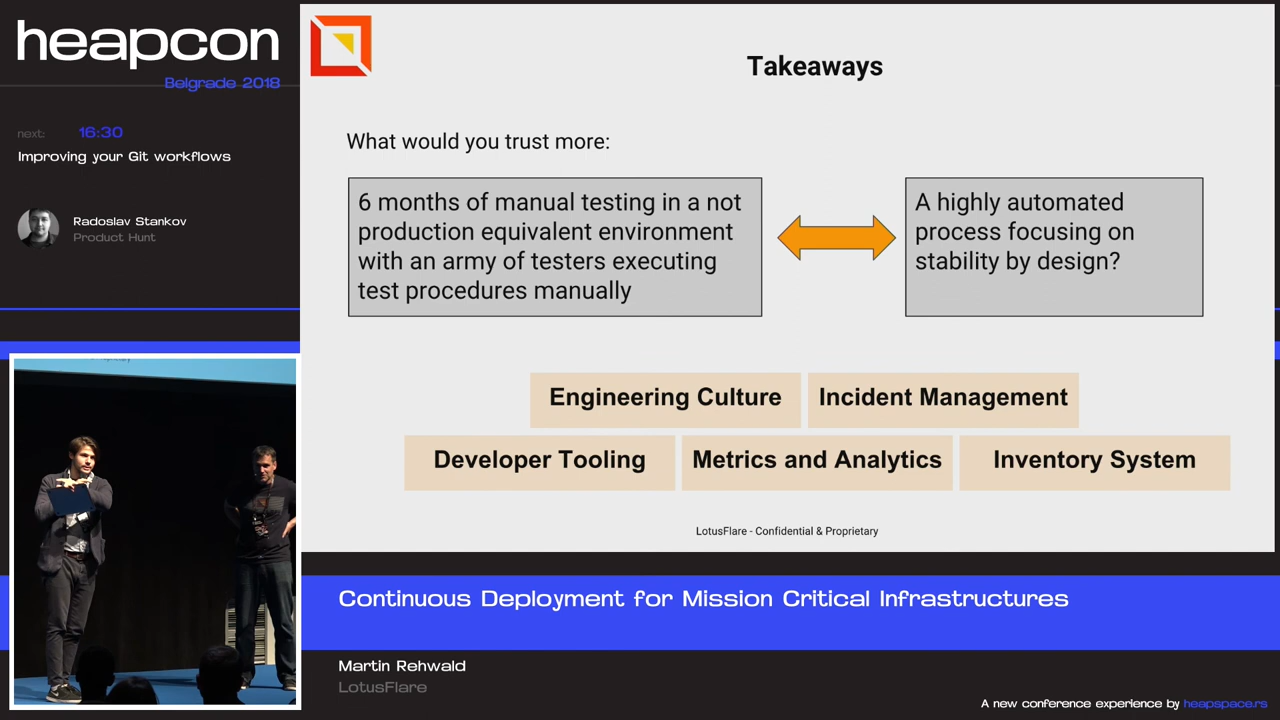 heapcon
Belgrade 2018
next: 16:30
Improving your Git workflows
Radoslav Stankov
Product Hunt
Takeaways
What would you trust more:
6 months of manual testing in a not
production equivalent environment
with an army of testers executing
test procedures manually
A highly automated
process focusing on
stability by design?
Engineering Culture
Incident Management
Developer Tooling
Metrics and Analytics
Inventory System
LotusFlare - Confidential & Proprietary
Continuous Deployment for Mission Critical Infrastructures
Martin Rehwald
LotusFlare
A new conference experience by heapspace.rs